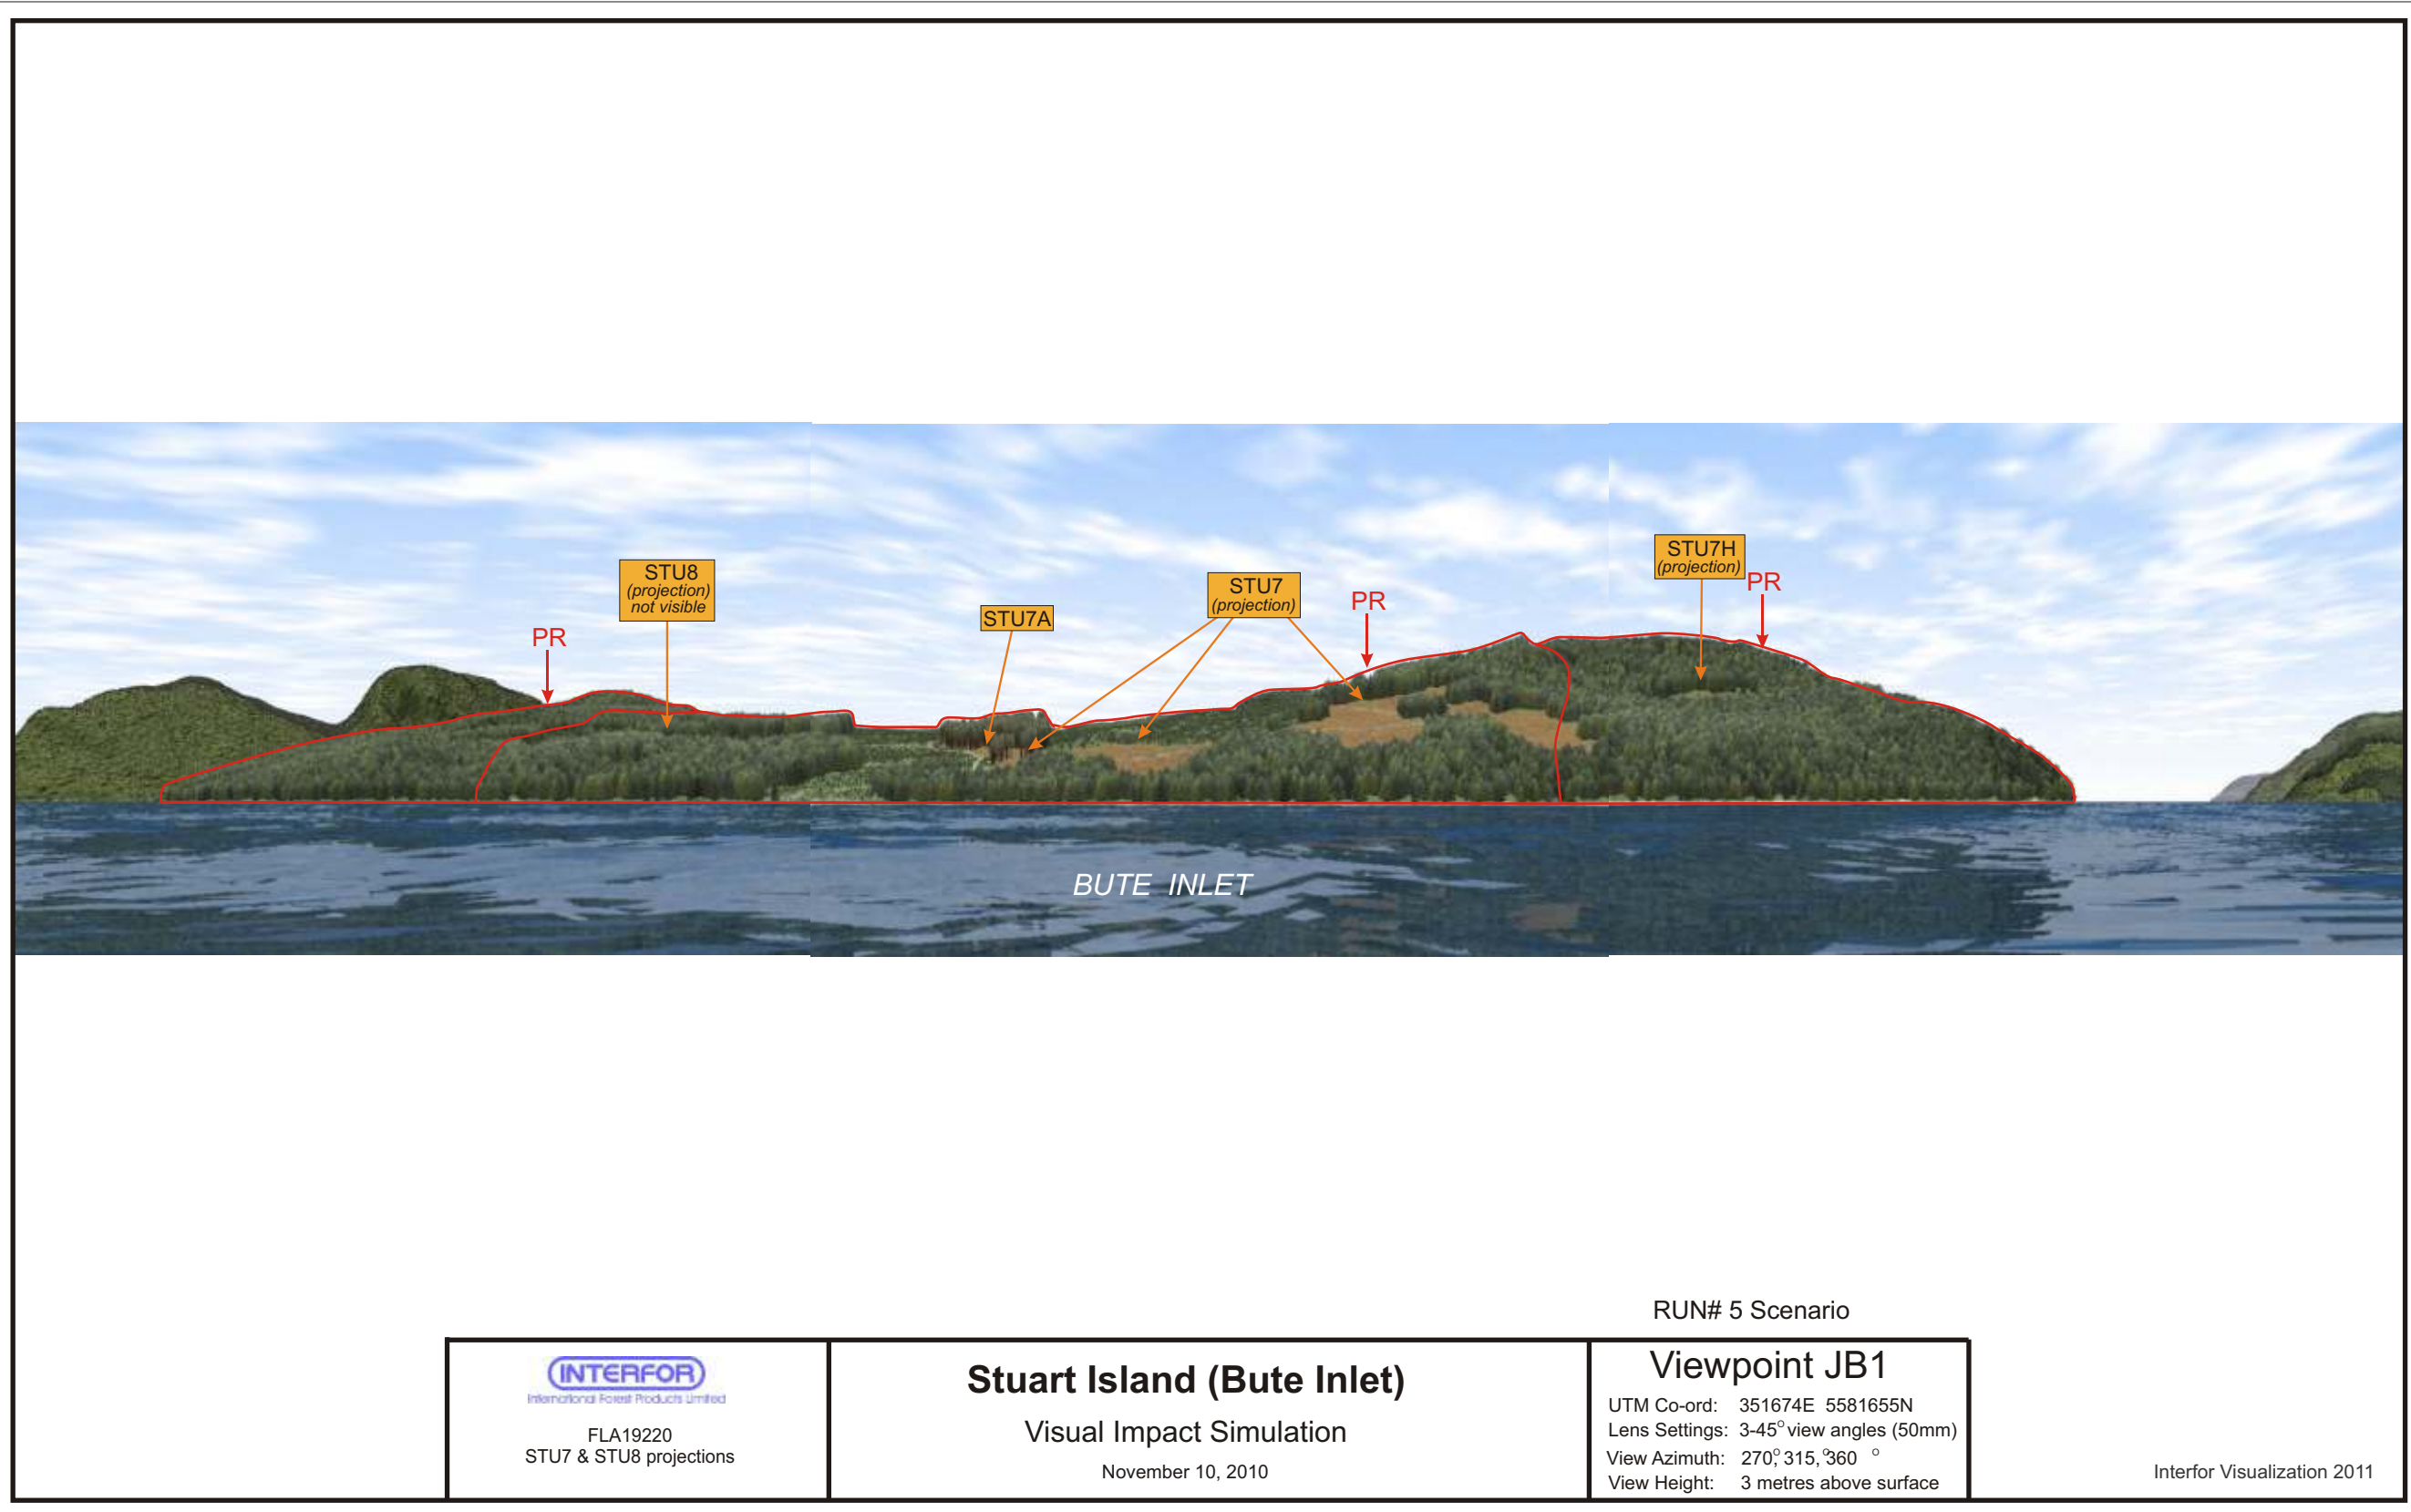 STU7H
(projection)
PR
STU8
(projection)
not visible
STU7
(projection)
PR
STU7A
PR
BUTE INLET
RUN# 5 Scenario
INTERFOR
International Forest Products Limited
FLA19220
STU7 & STU8 projections
Stuart Island (Bute Inlet)
Visual Impact Simulation
November 10, 2010
Viewpoint JB1
UTM Co-ord: 351674E 5581655N
Lens Settings: 3-45° view angles (50mm)
View Azimuth: 270°, 315,° 360 °
View Height: 3 metres above surface
Interfor Visualization 2011